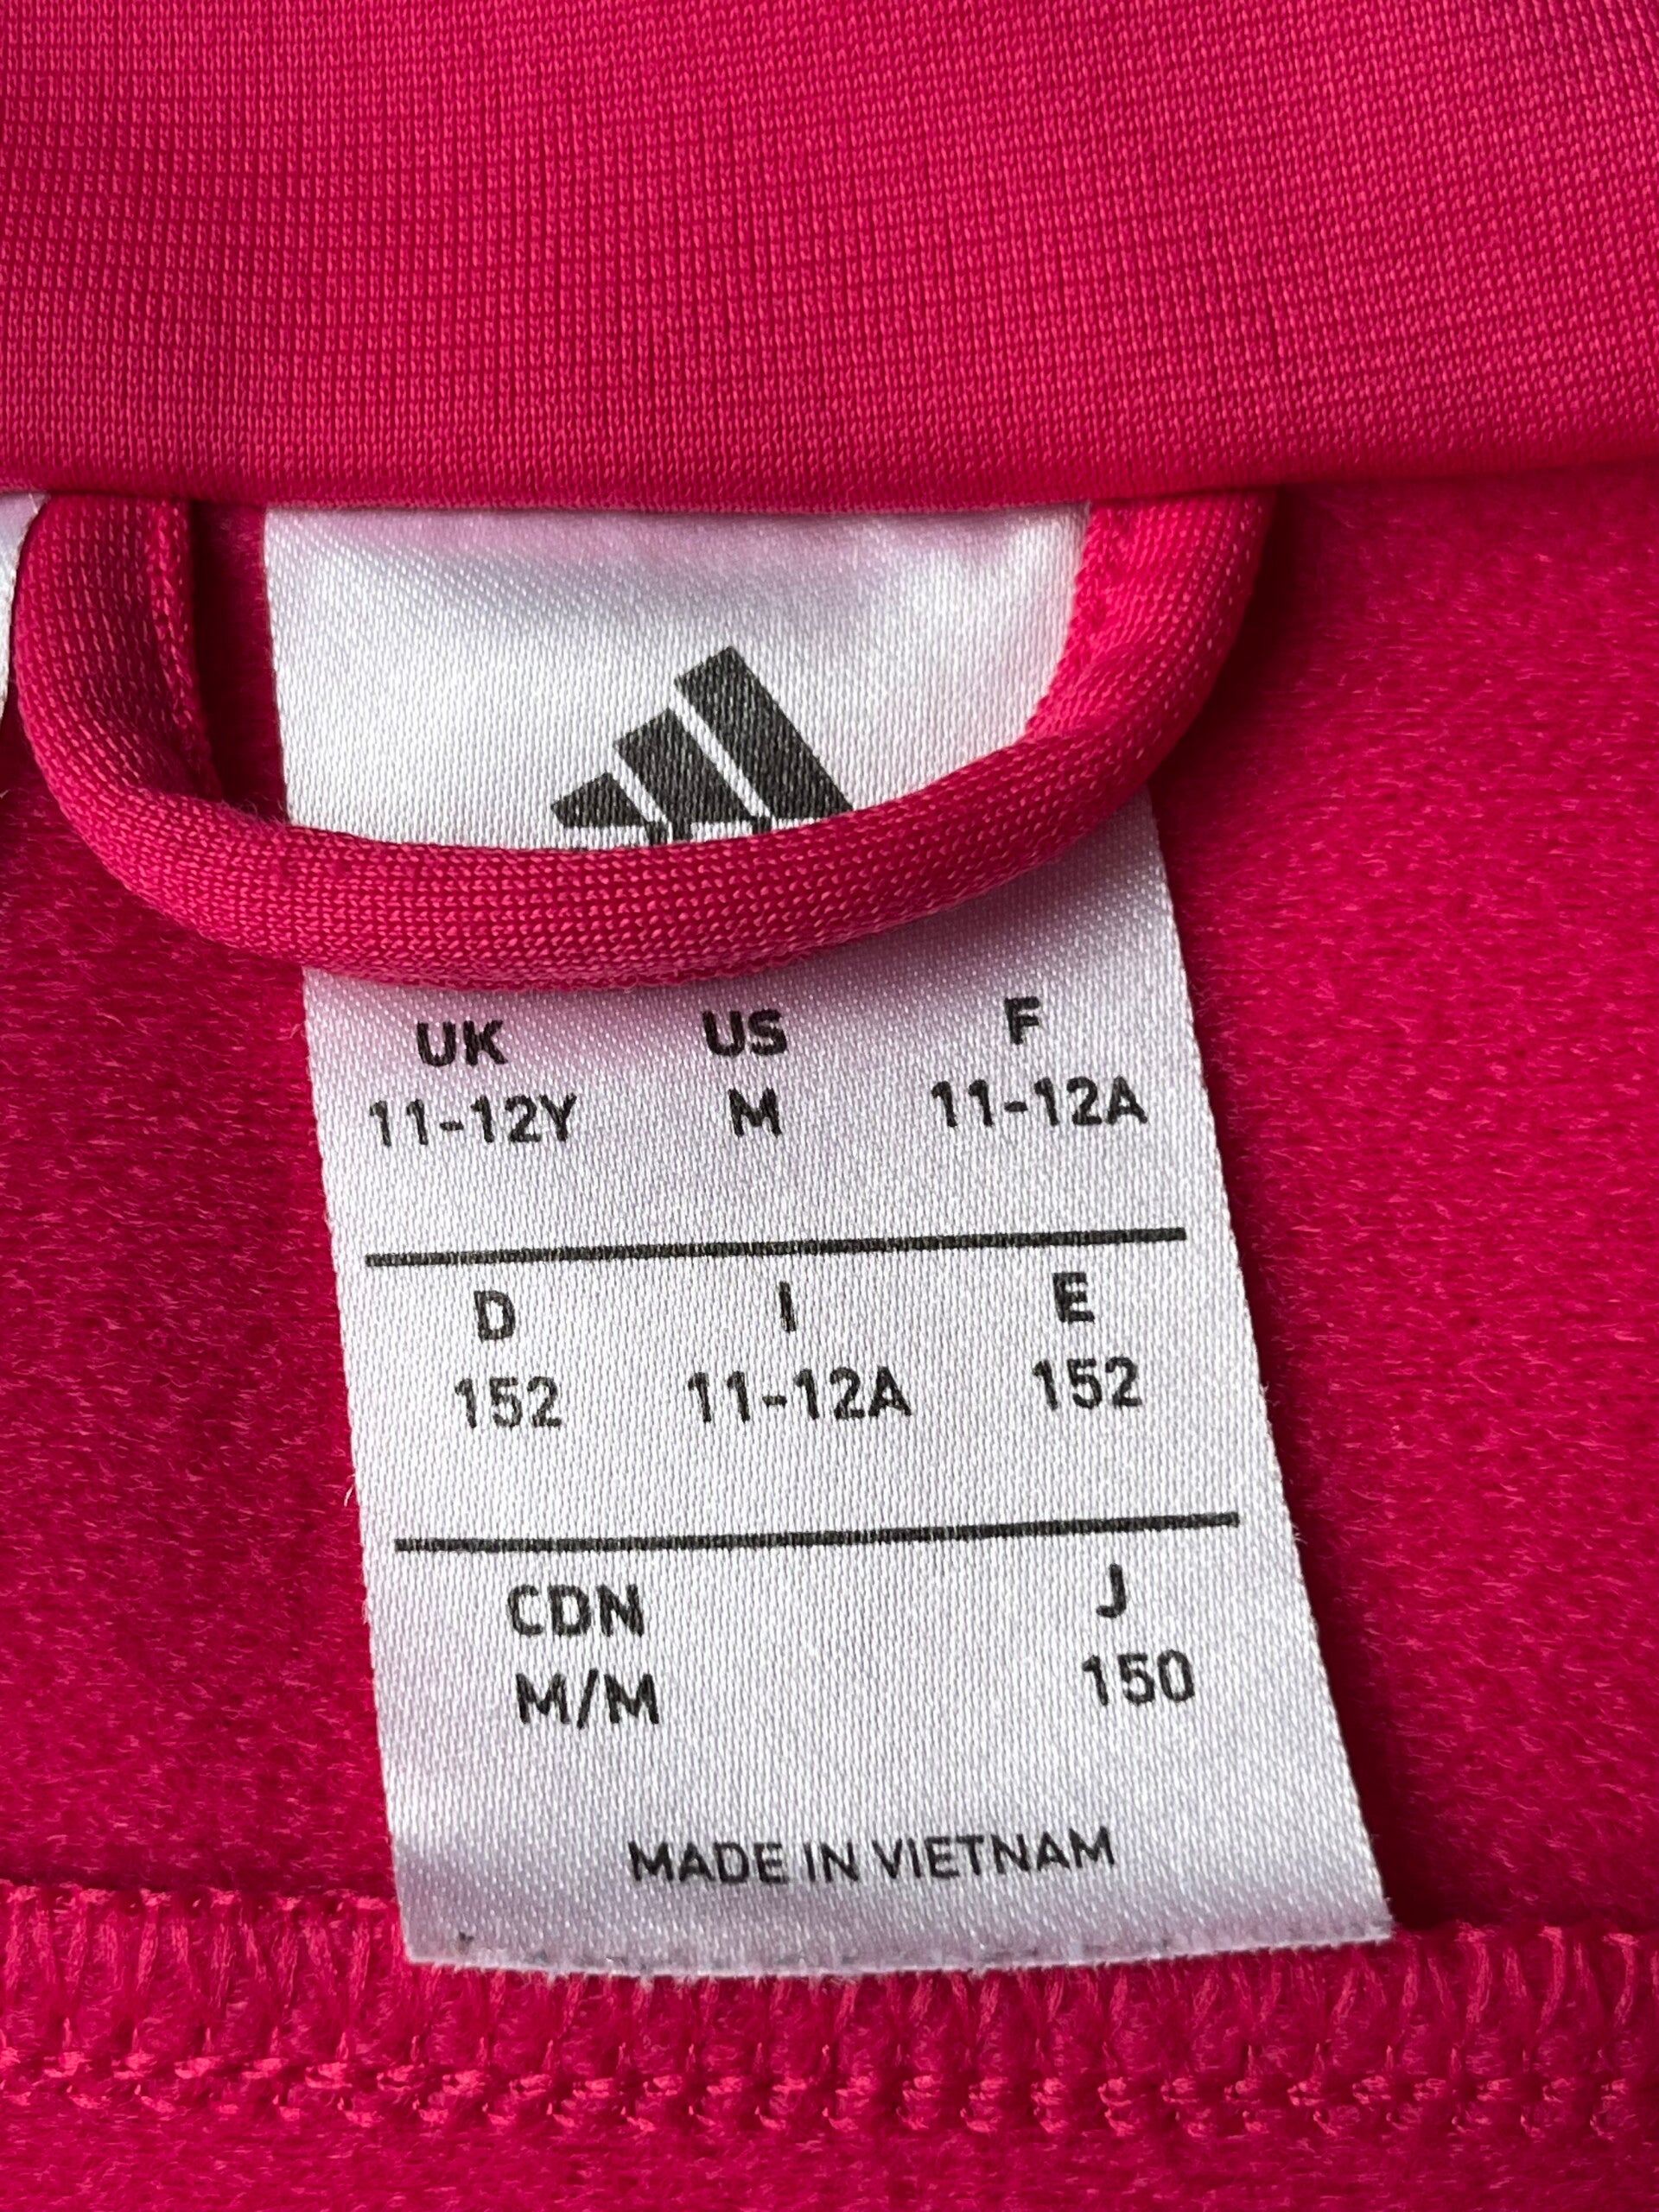 UK US F
11-12Y M 11-12A
D I E
152 11-12A 152
CDN J
M/M 150
MADE IN VIETNAM